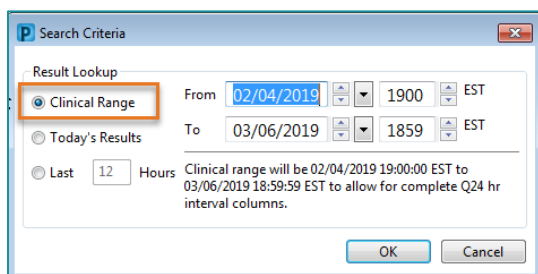 P Search Criteria
Result Lookup
Clinical Range
From 02/04/2019 1900 EST
Today's Results
To 03/06/2019 1859 EST
Last 12 Hours
Clinical range will be 02/04/2019 19:00:00 EST to
03/06/2019 18:59:59 EST to allow for complete Q24 hr
interval columns.
OK Cancel